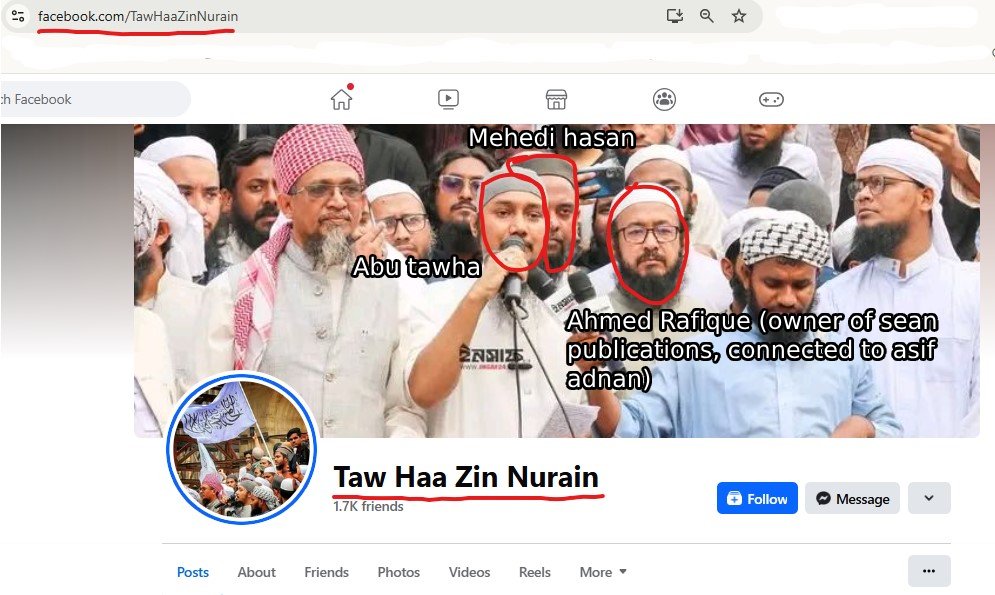 facebook.com/TawHaaZinNurain
ch Facebook
Mehedi hasan
Abu tawha
Ahmed Rafique (owner of sean
publications, connected to asif
adnan)
ইনসাফ
Taw Haa Zin Nurain
1.7K friends
Follow
Message
Posts
About
Friends
Photos
Videos
Reels
More